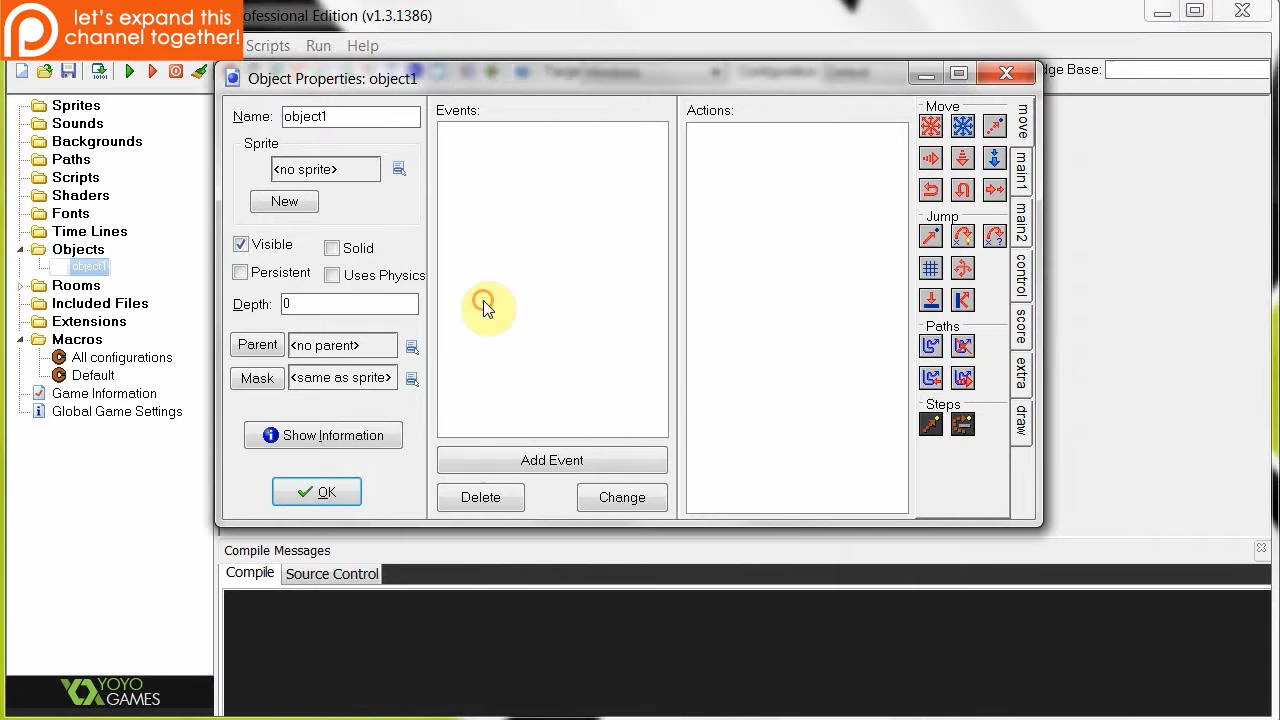 let's expand this
channel together!
rofessional Edition (v1.3.1386)
Scripts Run Help
dge Base:
Object Properties: object1
Sprites
Sounds
Backgrounds
Paths
Scripts
Shaders
Fonts
Time Lines
Objects
object1
Rooms
Included Files
Extensions
Macros
All configurations
Default
Game Information
Global Game Settings
Name: object1
Sprite
<no sprite>
New
Visible
Solid
Persistent
Uses Physics
Depth: 0
Parent <no parent>
Mask <same as sprite>
Show Information
OK
Events:
Add Event
Delete
Change
Actions:
Move
Jump
Paths
Steps
move
main1
main2
control
score
extra
draw
Compile Messages
Compile Source Control
YOYO
GAMES